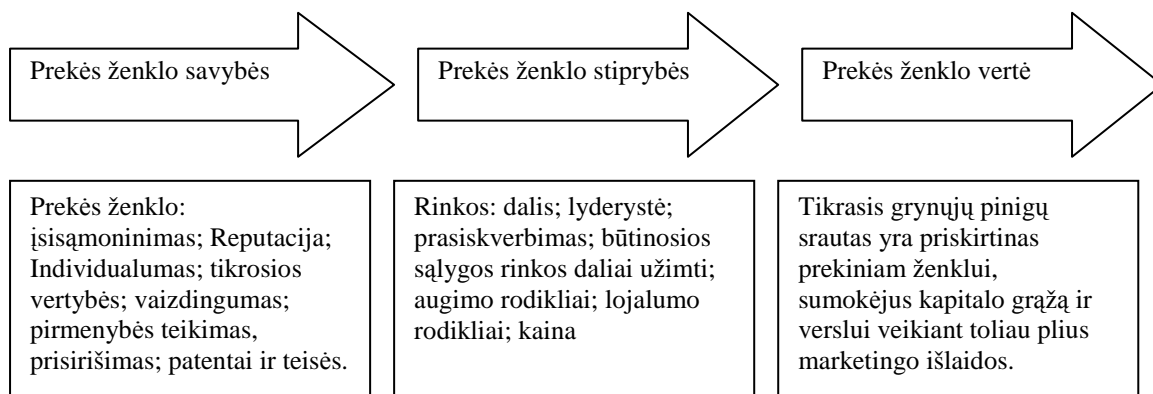 Prekės ženklo savybės
Prekės ženklo stiprybės
Prekės ženklo vertė
Prekės ženklo:
įsisąmoninimas; Reputacija;
Individualumas; tikrosios
vertybės; vaizdingumas;
pirmenybės teikimas,
prisirišimas; patentai ir teisės.
Rinkos: dalis; lyderystė;
prasiskverbimas; būtinosios
sąlygos rinkos daliai užimti;
augimo rodikliai; lojalumo
rodikliai; kaina
Tikrasis grynųjų pinigų
srautas yra priskirtinas
prekiniam ženklui,
sumokėjus kapitalo grąžą ir
verslui veikiant toliau plius
marketingo išlaidos.